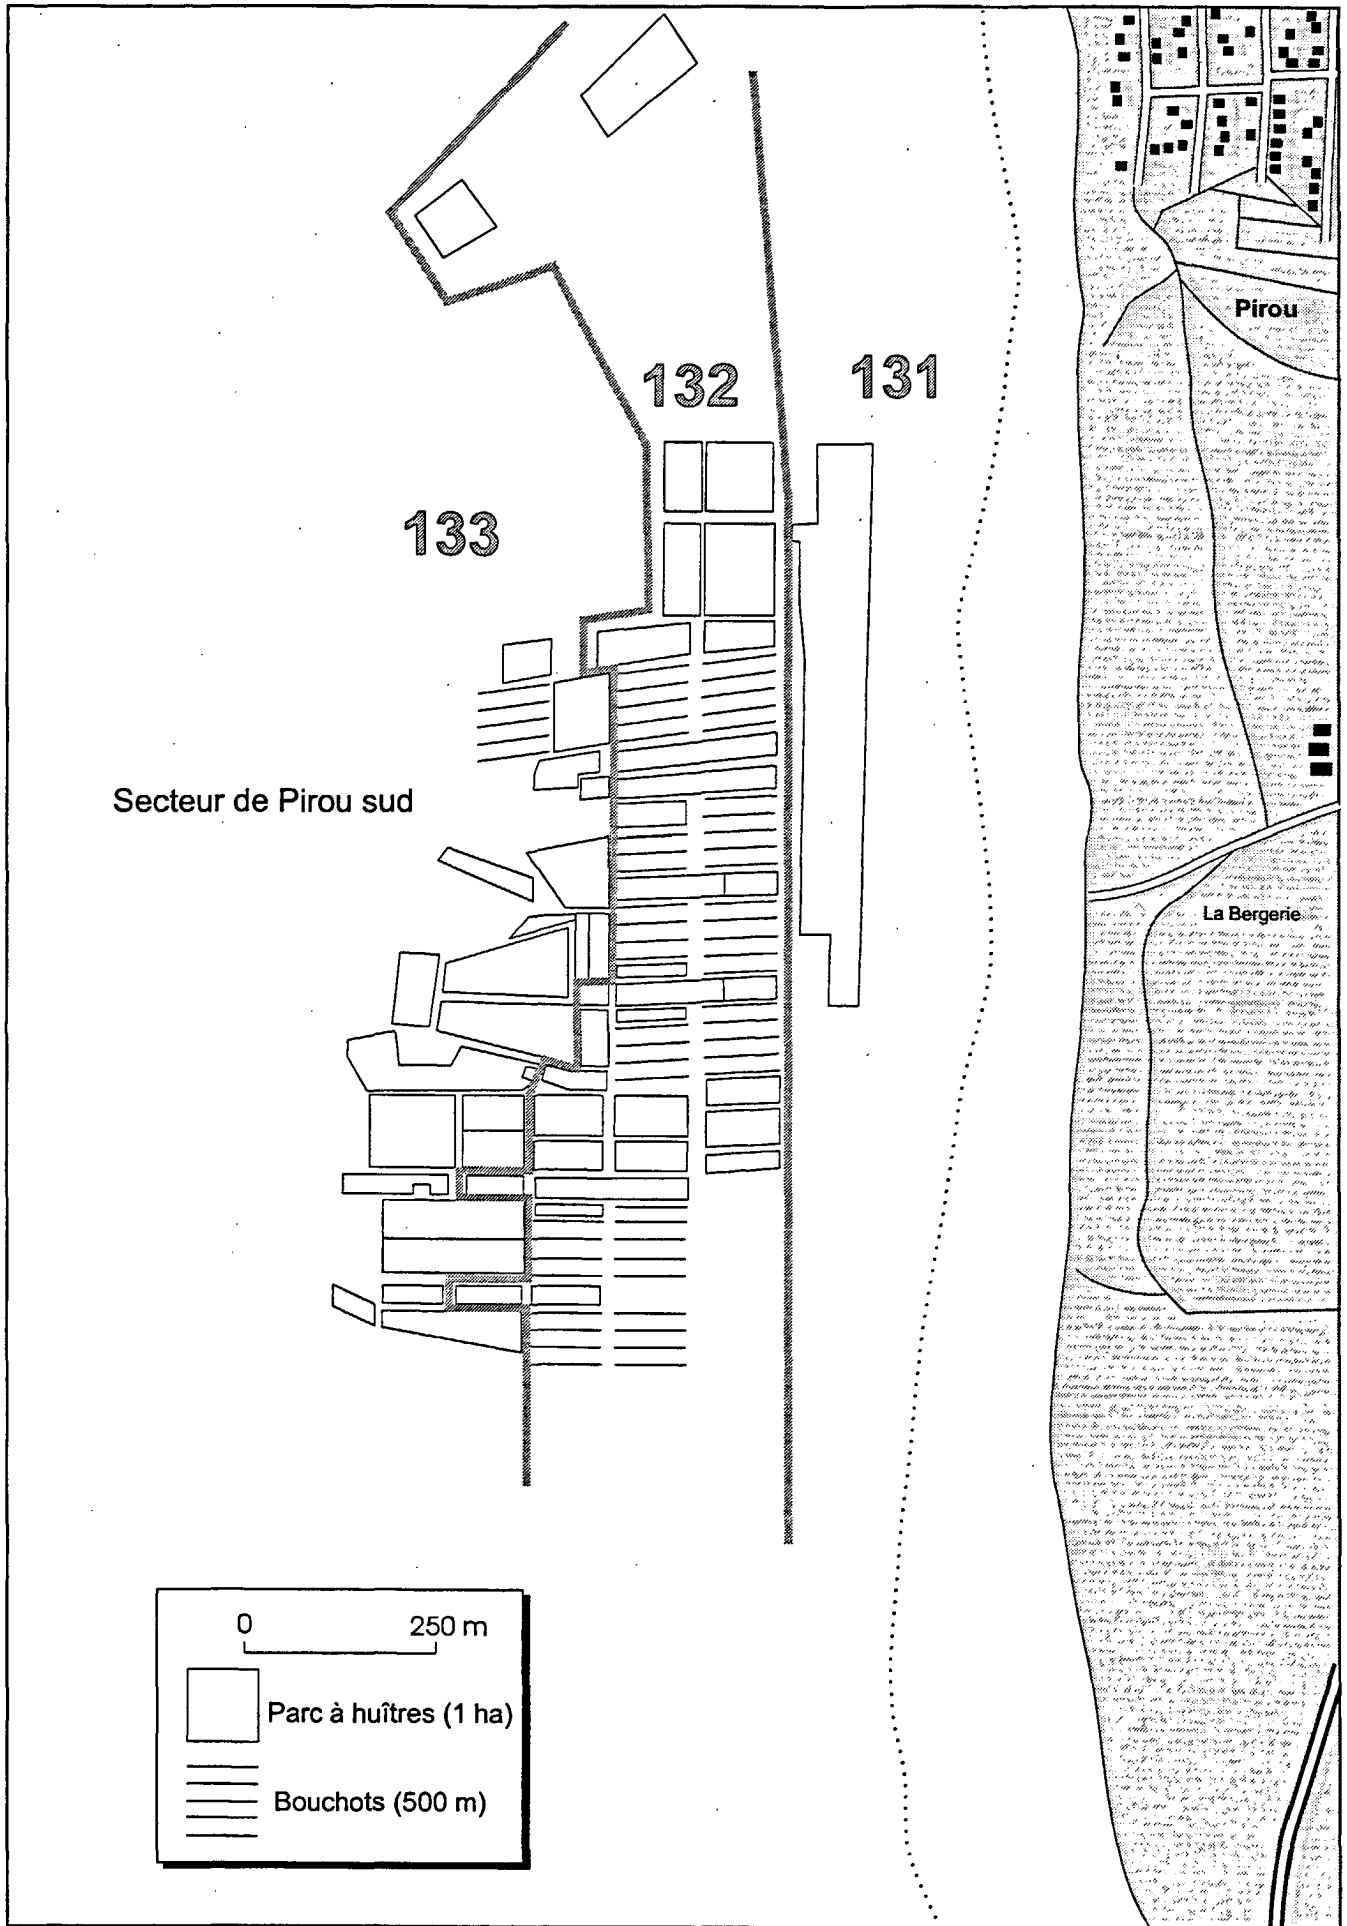 Pirou
132
131
133
Secteur de Pirou sud
La Bergerie
0 250 m
Parc à huîtres (1 ha)
Bouchots (500 m)